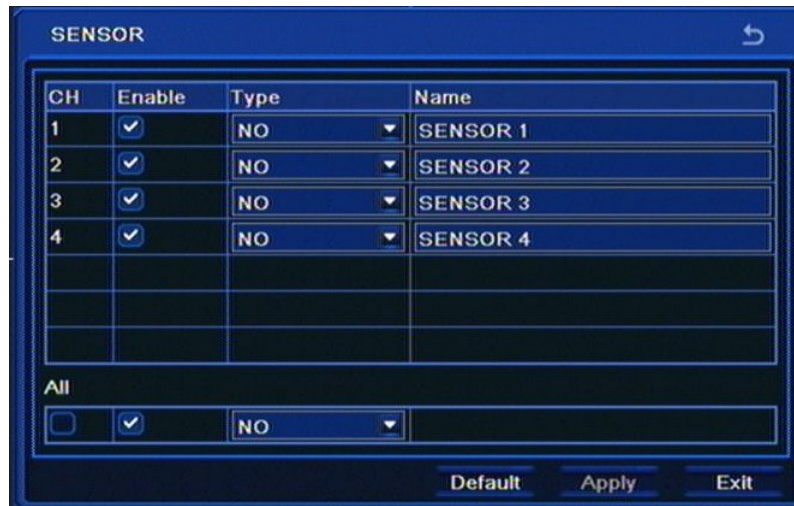 SENSOR
CH Enable Type Name
1 NO SENSOR 1
2 NO SENSOR 2
3 NO SENSOR 3
4 NO SENSOR 4
All
NO
Default Apply Exit